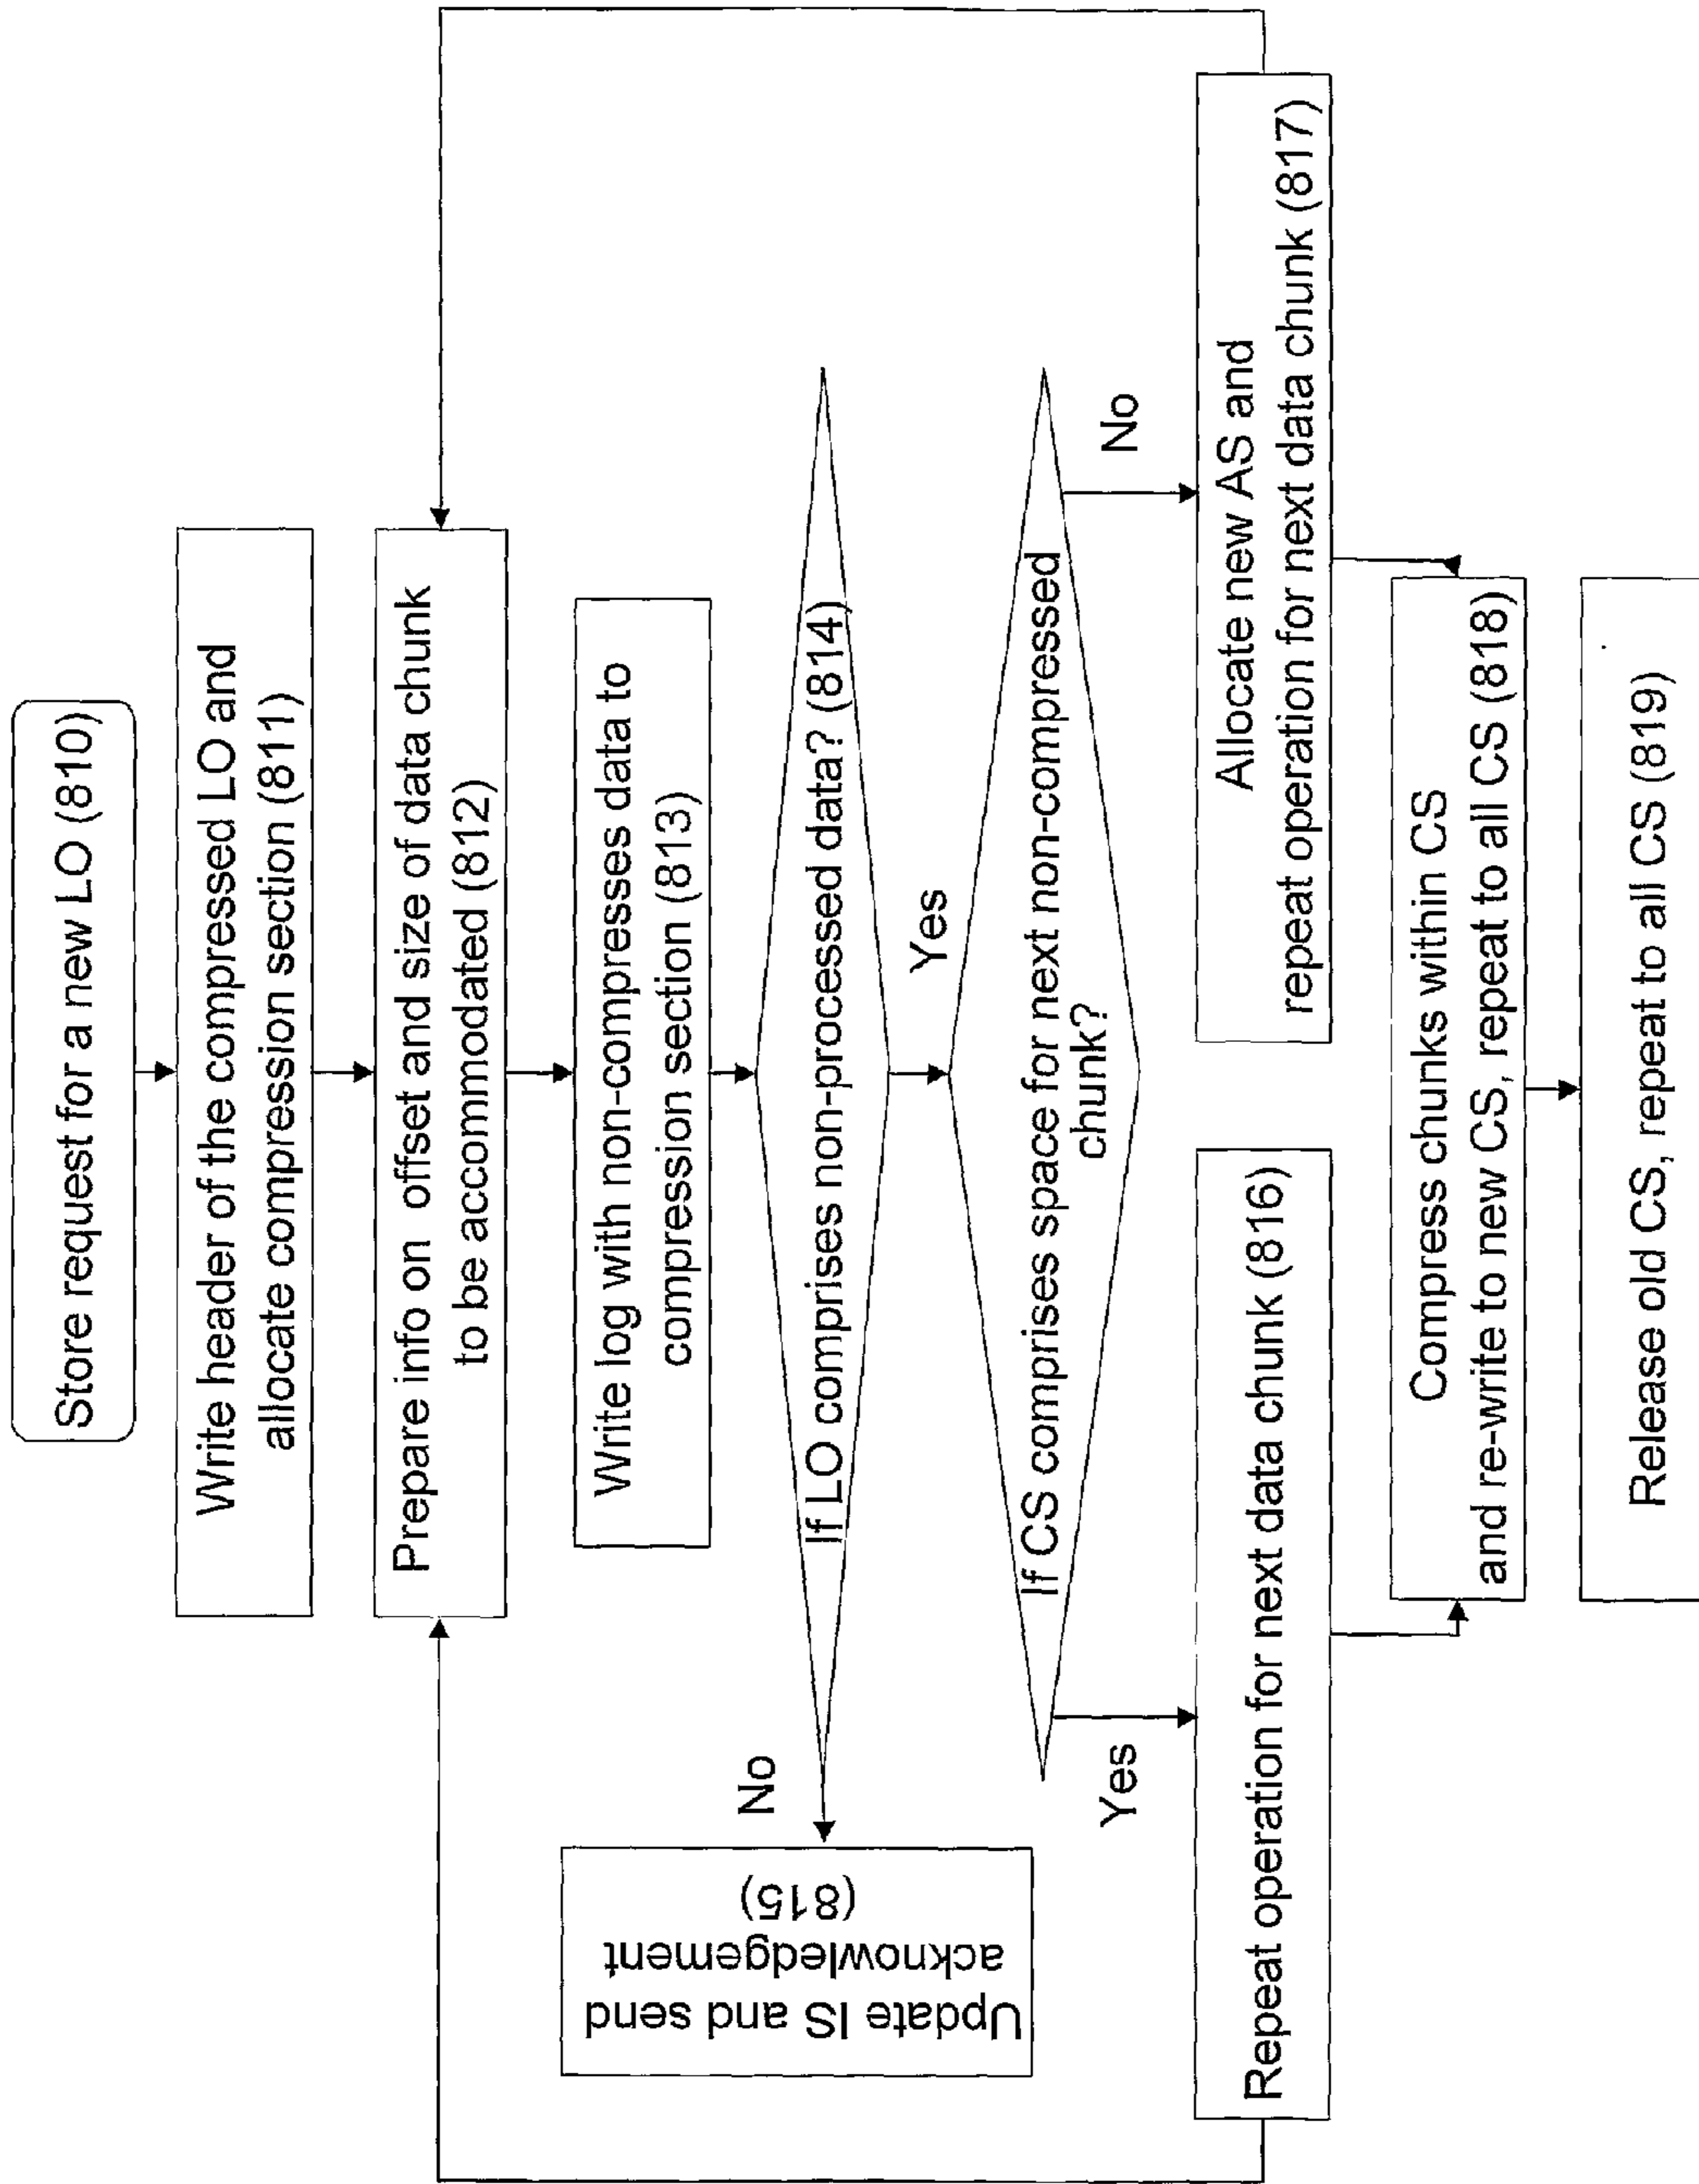 Store request for a new LO (810)
Write header of the compressed LO and
allocate compression section (811)
Prepare info on offset and size of data chunk
to be accommodated (812)
Write log with non-compresses data to
compression section (813)
If LO comprises non-processed data? (814)
No
Update IS and send
acknowledgement
(815)
Yes
If CS comprises space for next non-compressed
chunk?
Yes
No
Repeat operation for next data chunk (816)
Allocate new AS and
repeat operation for next data chunk (817)
Compress chunks within CS
and re-write to new CS, repeat to all CS (818)
Release old CS, repeat to all CS (819)